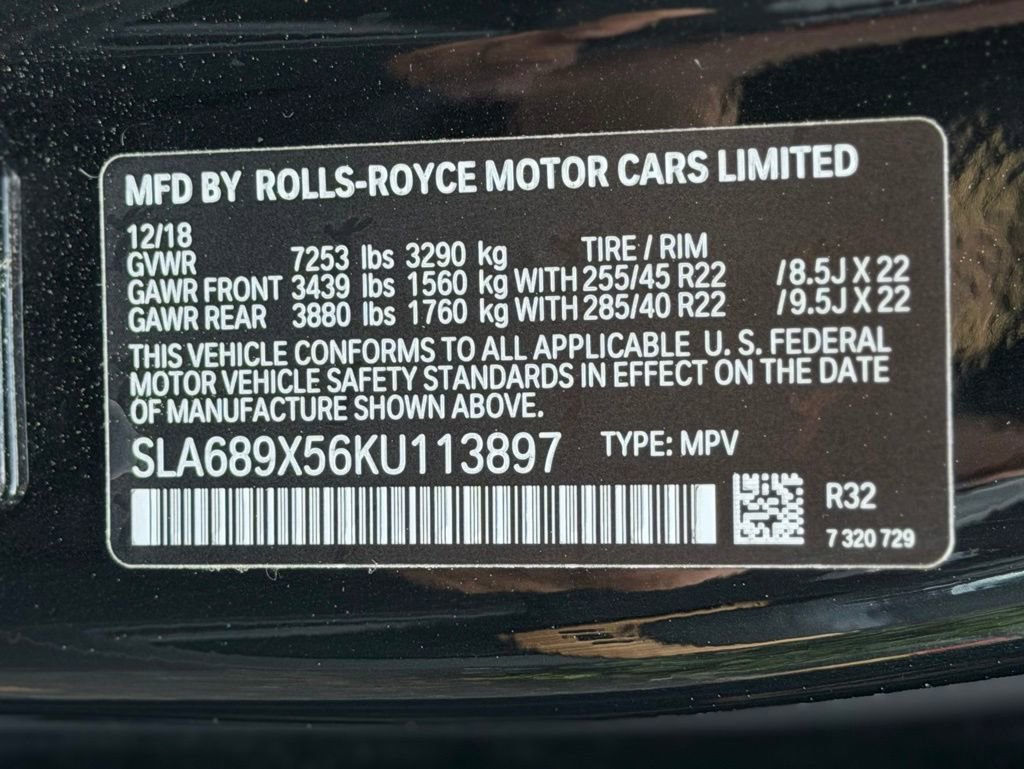 MFD BY ROLLS-ROYCE MOTOR CARS LIMITED
12/18
GVWR 7253 lbs 3290 kg TIRE / RIM
GAWR FRONT 3439 lbs 1560 kg WITH 255/45 R22 /8.5J X 22
GAWR REAR 3880 lbs 1760 kg WITH 285/40 R22 /9.5J X 22
THIS VEHICLE CONFORMS TO ALL APPLICABLE U. S. FEDERAL
MOTOR VEHICLE SAFETY STANDARDS IN EFFECT ON THE DATE
OF MANUFACTURE SHOWN ABOVE.
SLA689X56KU113897 TYPE: MPV
R32
7 320 729